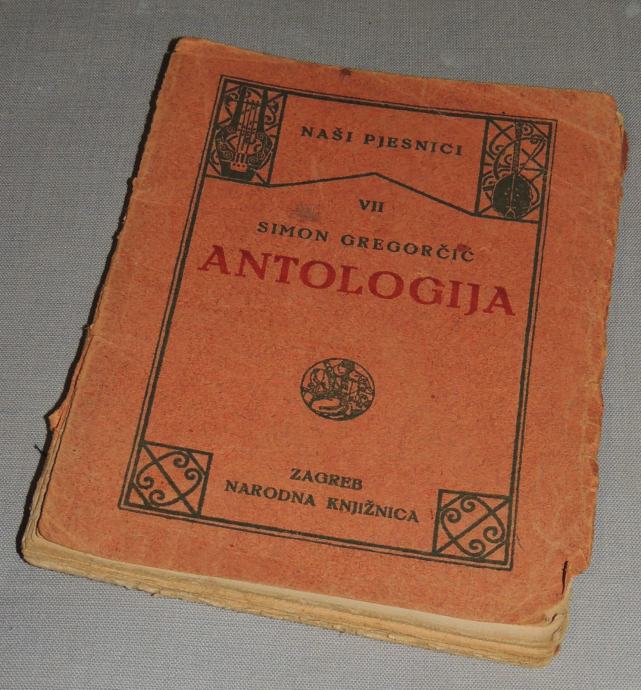 NAŠI PJESNICI
VII
SIMON GREGORČIČ
ANTOLOGIJA
ZAGREB
NARODNA KNJIŽNICA